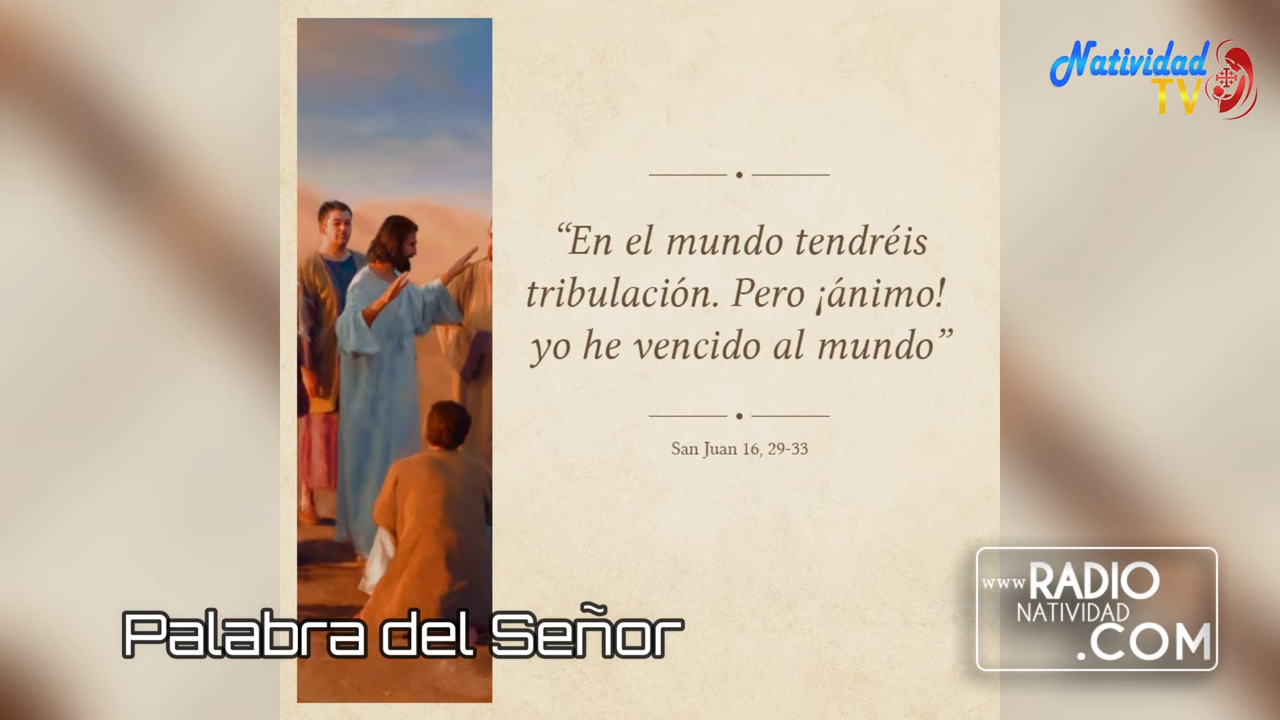 Natividad
TV
“En el mundo tendréis
tribulación. Pero ¡ánimo!
yo he vencido al mundo”
San Juan 16, 29-33
Palabra del Señor
www RADIO
NATIVIDAD
.COM